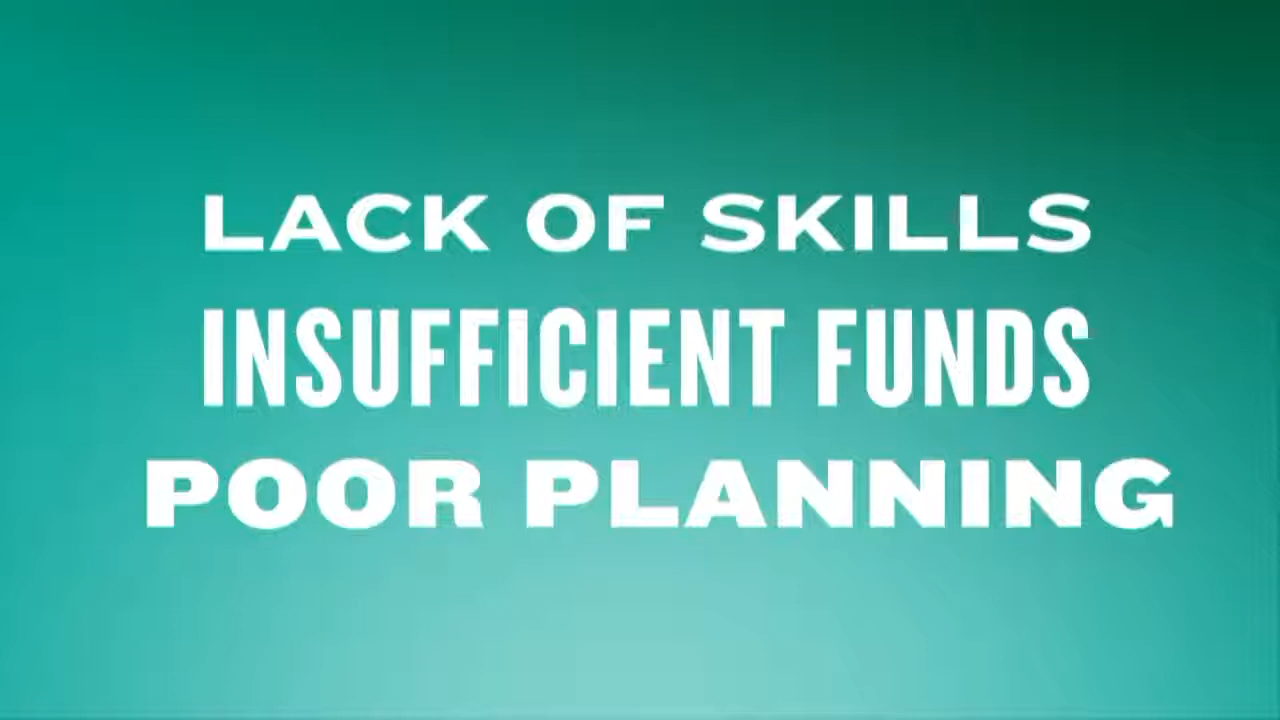 LACK OF SKILLS
INSUFFICIENT FUNDS
POOR PLANNING